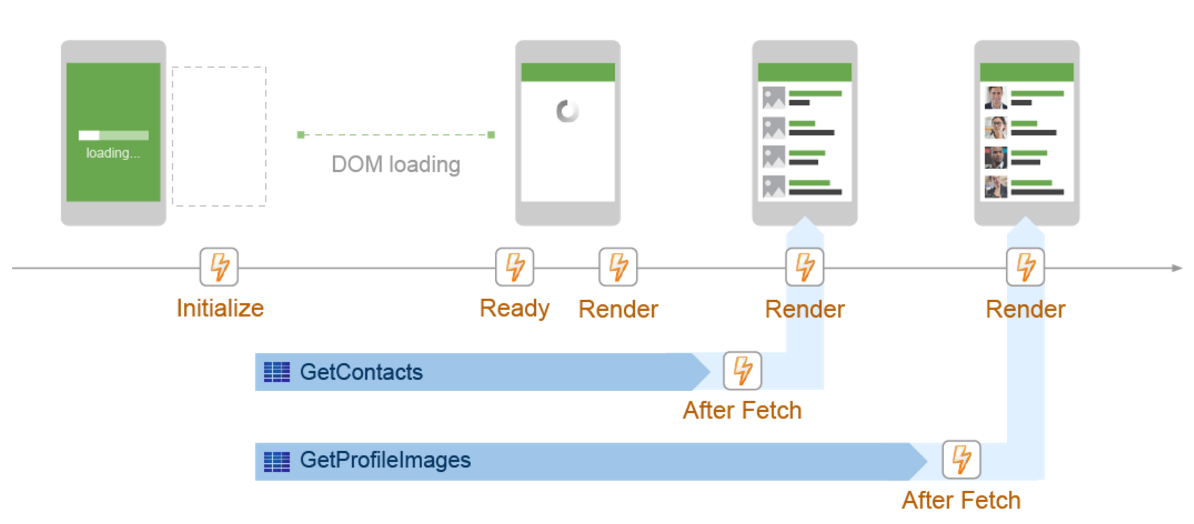 loading...
DOM loading
Initialize
Ready
Render
Render
Render
GetContacts
After Fetch
GetProfileImages
After Fetch